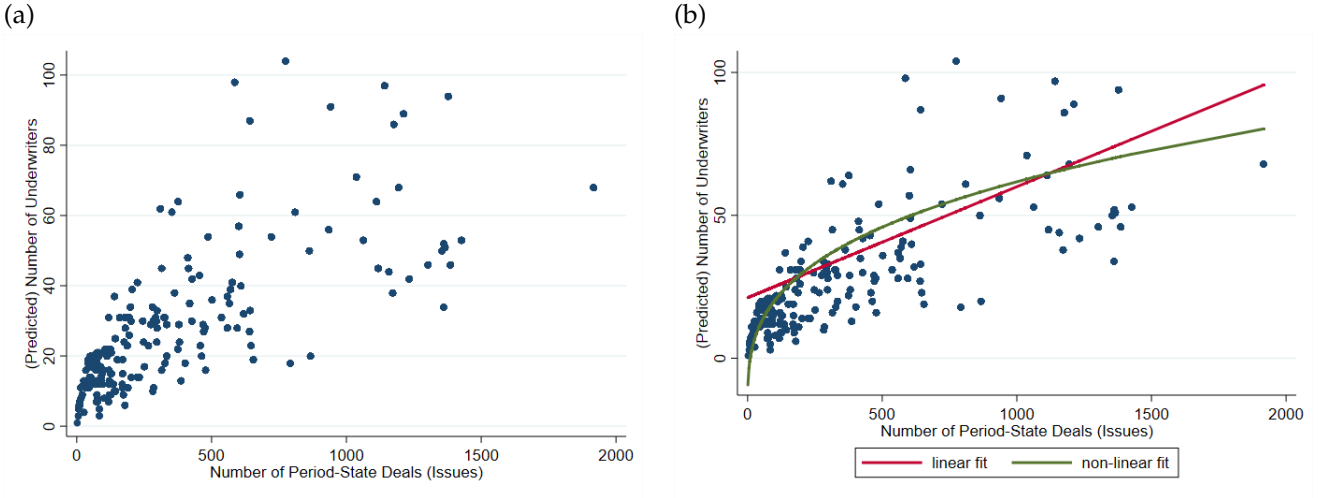 (a)
(Predicted) Number of Underwriters
100
80
60
40
20
0
0 500 1000 1500 2000
Number of Period-State Deals (Issues)
(b)
(Predicted) Number of Underwriters
100
50
0
0 500 1000 1500 2000
Number of Period-State Deals (Issues)
linear fit non-linear fit